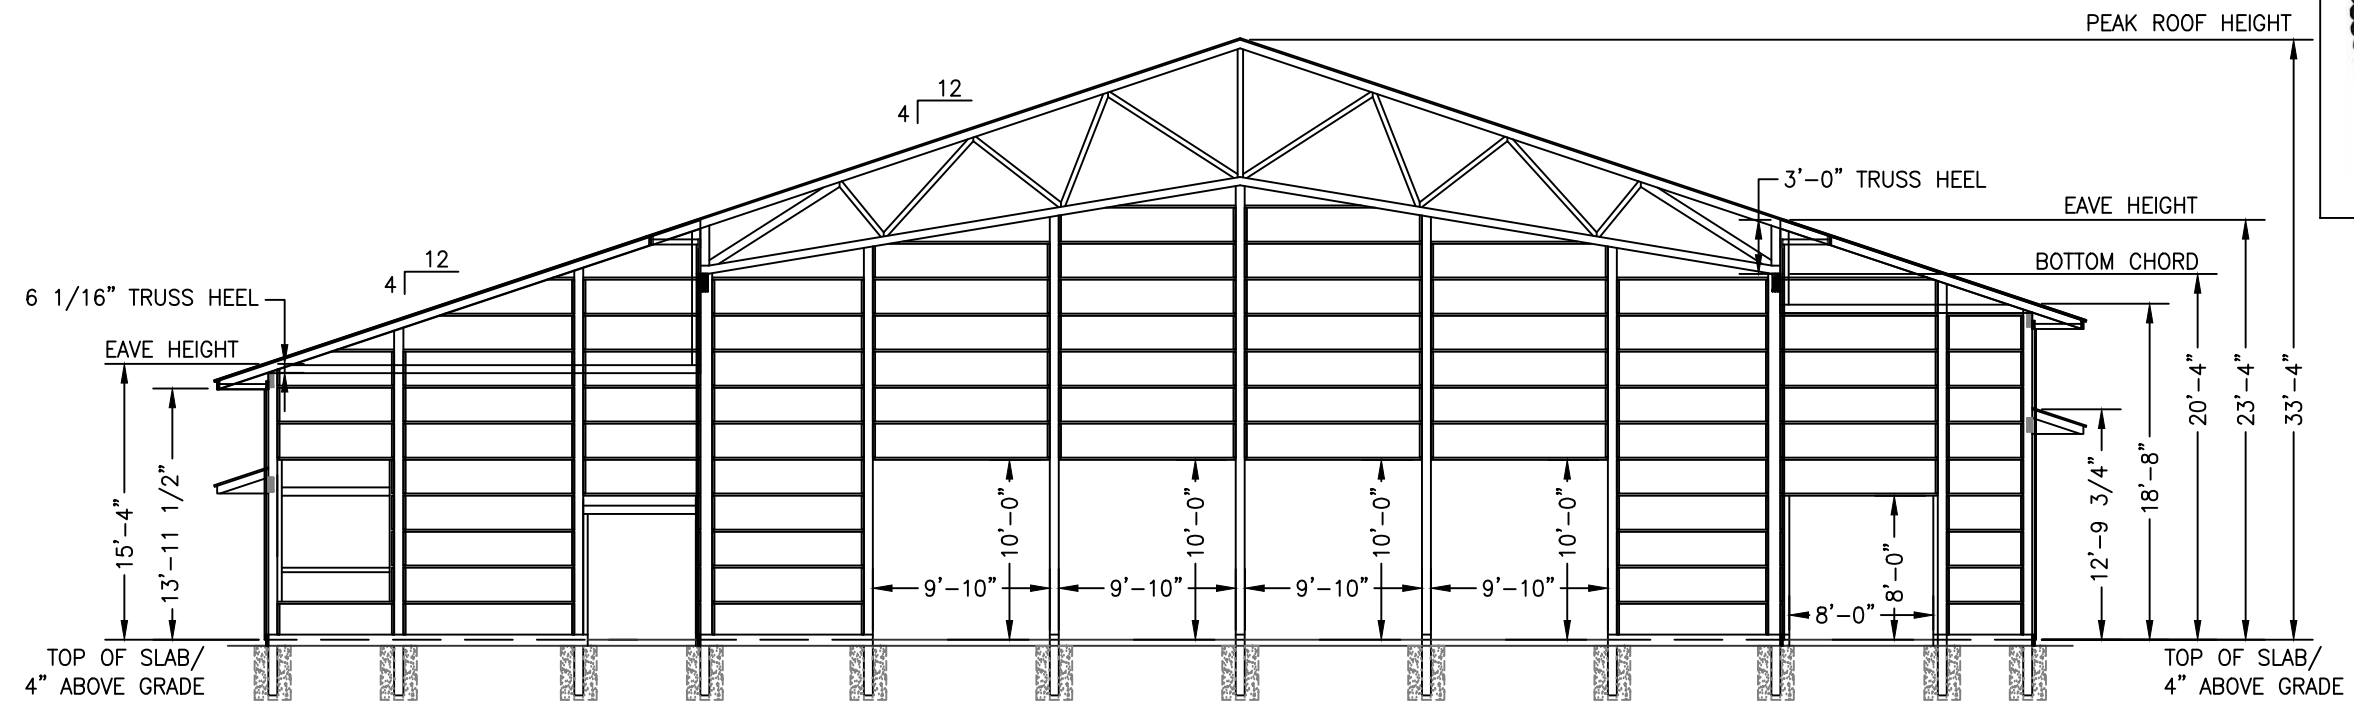 PEAK ROOF HEIGHT
12
4
3'-0" TRUSS HEEL
EAVE HEIGHT
BOTTOM CHORD
12
4
6 1/16" TRUSS HEEL
EAVE HEIGHT
15'-4"
13'-11 1/2"
10'-0"
10'-0"
10'-0"
10'-0"
9'-10"
9'-10"
9'-10"
9'-10"
8'-0"
8'-0"
12'-9 3/4"
18'-8"
20'-4"
23'-4"
33'-4"
TOP OF SLAB/
4" ABOVE GRADE
TOP OF SLAB/
4" ABOVE GRADE